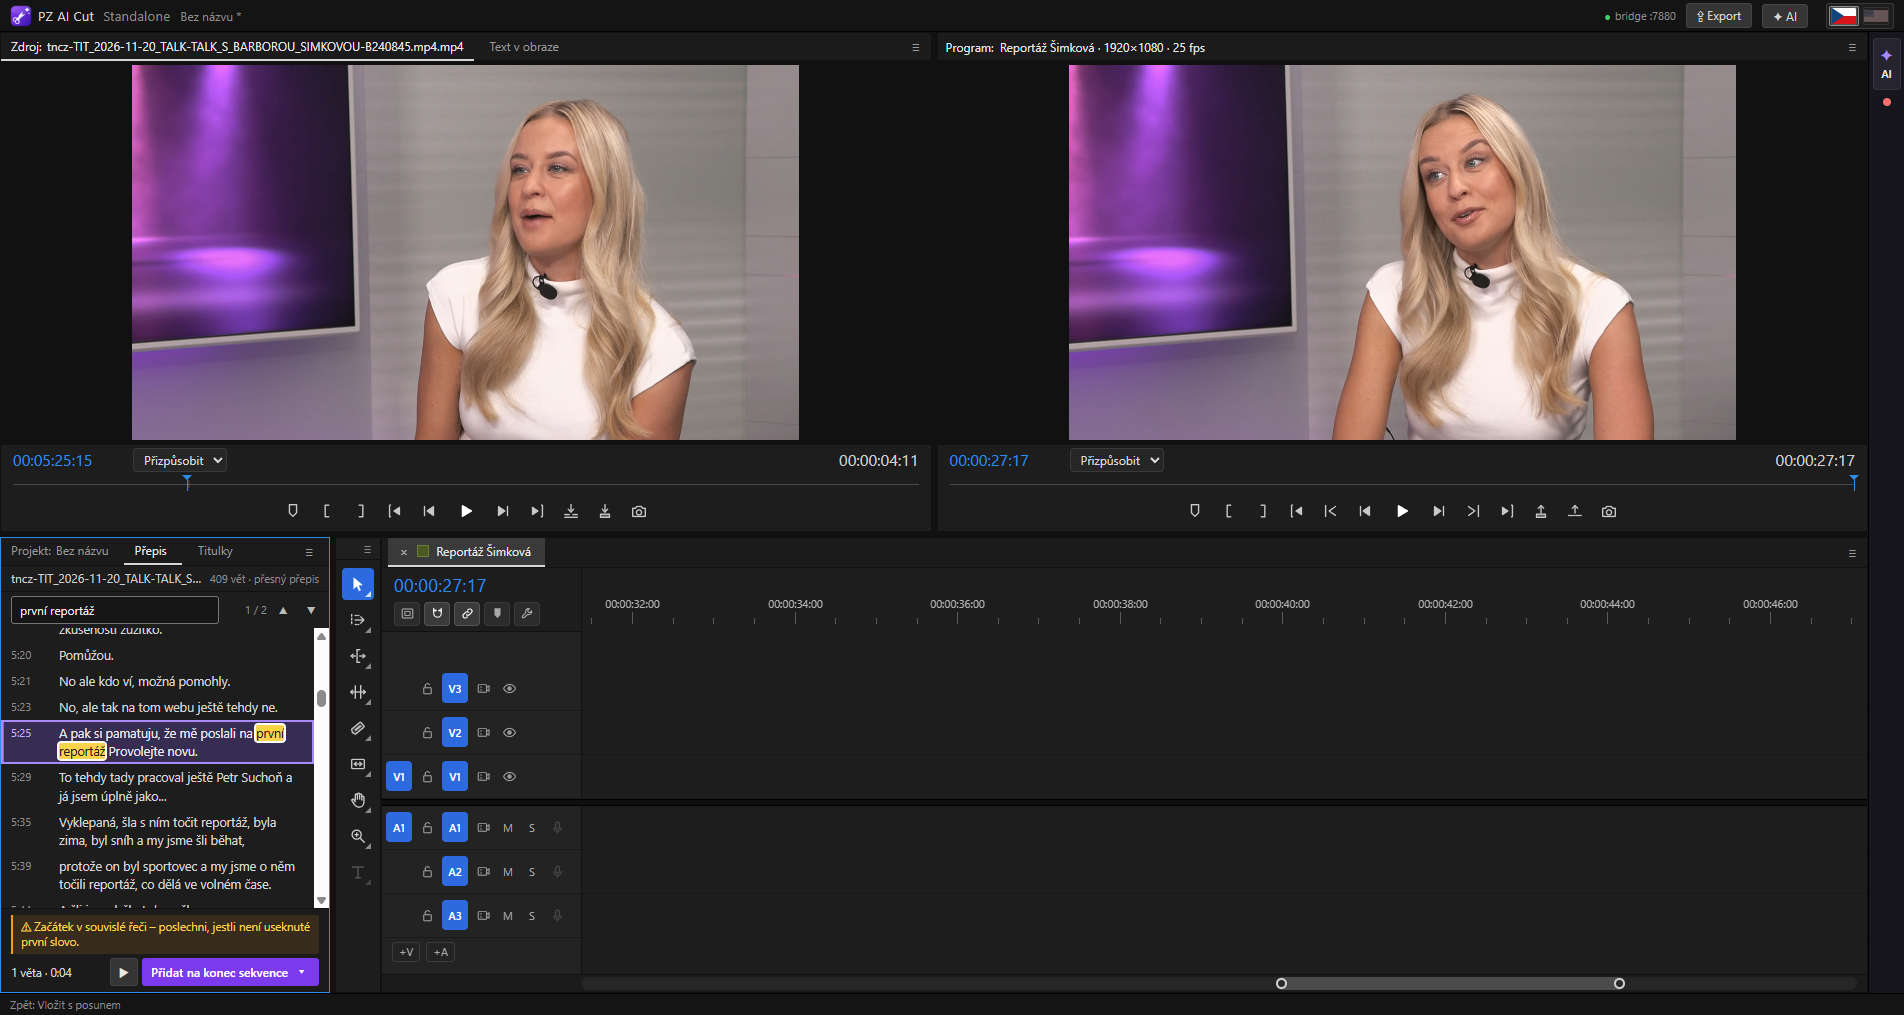 PZ AI Cut Standalone Bez názvu *
bridge :7880 Export AI
Zdroj: tncz-TIT_2026-11-20_TALK-TALK_S_BARBOROU_SIMKOVOU-B240845.mp4.mp4 Text v obraze
Program: Reportáž Šimková · 1920×1080 · 25 fps
AI
00:05:25:15 Přizpůsobit 00:00:04:11
00:00:27:17 Přizpůsobit 00:00:27:17
Projekt: Bez názvu Přepis Titulky
tncz-TIT_2026-11-20_TALK-TALK_S... 409 vět · přesný přepis
první reportáž 1 / 2
zkušenosti zúžitko.
5:20 Pomůžou.
5:21 No ale kdo ví, možná pomohly.
5:23 No, ale tak na tom webu ještě tehdy ne.
5:25 A pak si pamatuju, že mě poslali na první
reportáž Provolejte novu.
5:29 To tehdy tady pracoval ještě Petr Suchoň a
já jsem úplně jako...
5:35 Vyklepaná, šla s ním točit reportáž, byla
zima, byl sníh a my jsme šli běhat,
5:39 protože on byl sportovec a my jsme o něm
točili reportáž, co dělá ve volném čase.
⚠ Začátek v souvislé řeči – poslechni, jestli není useknuté
první slovo.
1 věta · 0:04 Přidat na konec sekvence
Zpět: Vložit s posunem
× Reportáž Šimková
00:00:27:17
00:00:32:00 00:00:34:00 00:00:36:00 00:00:38:00 00:00:40:00 00:00:42:00 00:00:44:00 00:00:46:00
V3
V2
V1 V1
A1 A1 M S
A2 M S
A3 M S
+V +A
T